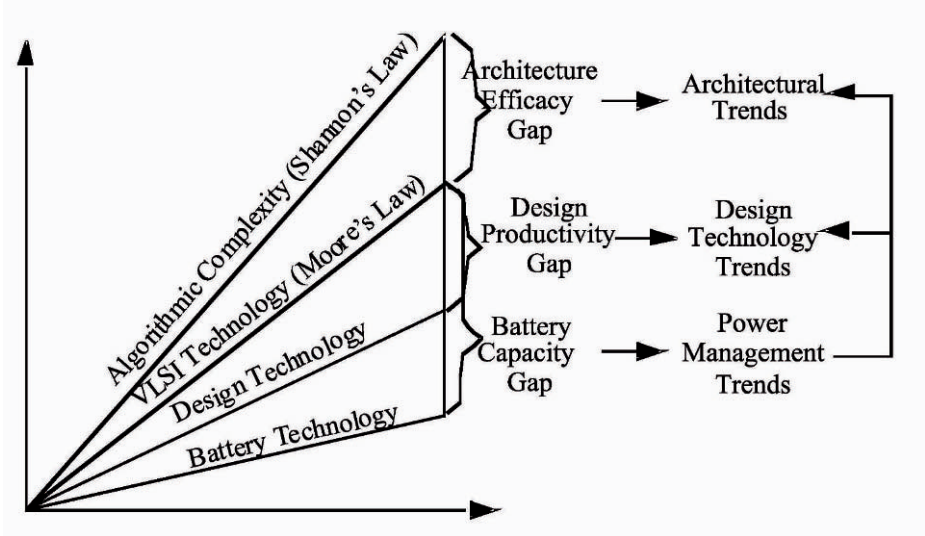 Algorithmic Complexity (Shannon's Law)
VLSI Technology (Moore's Law)
Design Technology
Battery Technology
Architecture
Efficacy
Gap
Architectural
Trends
Design
Productivity
Gap
Design
Technology
Trends
Battery
Capacity
Gap
Power
Management
Trends